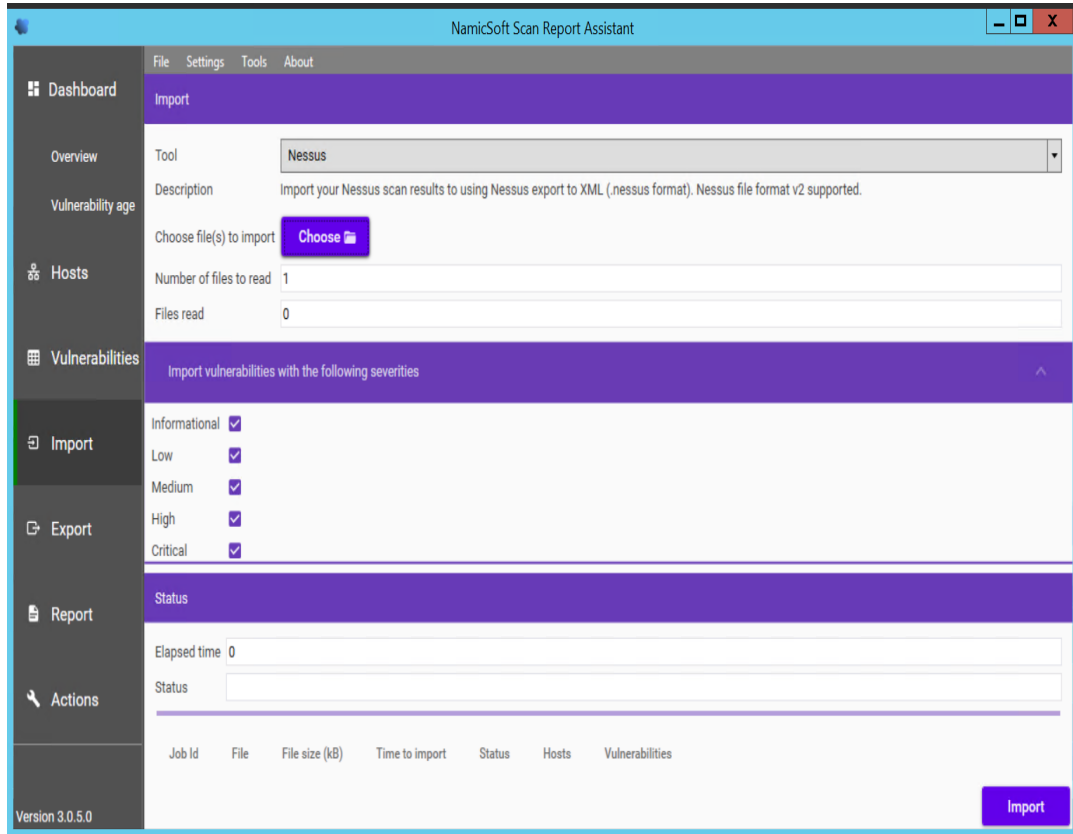 NamicSoft Scan Report Assistant
File Settings Tools About
Dashboard
Overview
Vulnerability age
Hosts
Vulnerabilities
Import
Export
Report
Actions
Version 3.0.5.0
Import
Tool Nessus
Description Import your Nessus scan results to using Nessus export to XML (.nessus format). Nessus file format v2 supported.
Choose file(s) to import Choose
Number of files to read 1
Files read 0
Import vulnerabilities with the following severities
Informational
Low
Medium
High
Critical
Status
Elapsed time 0
Status
Job Id File File size (kB) Time to import Status Hosts Vulnerabilities
Import